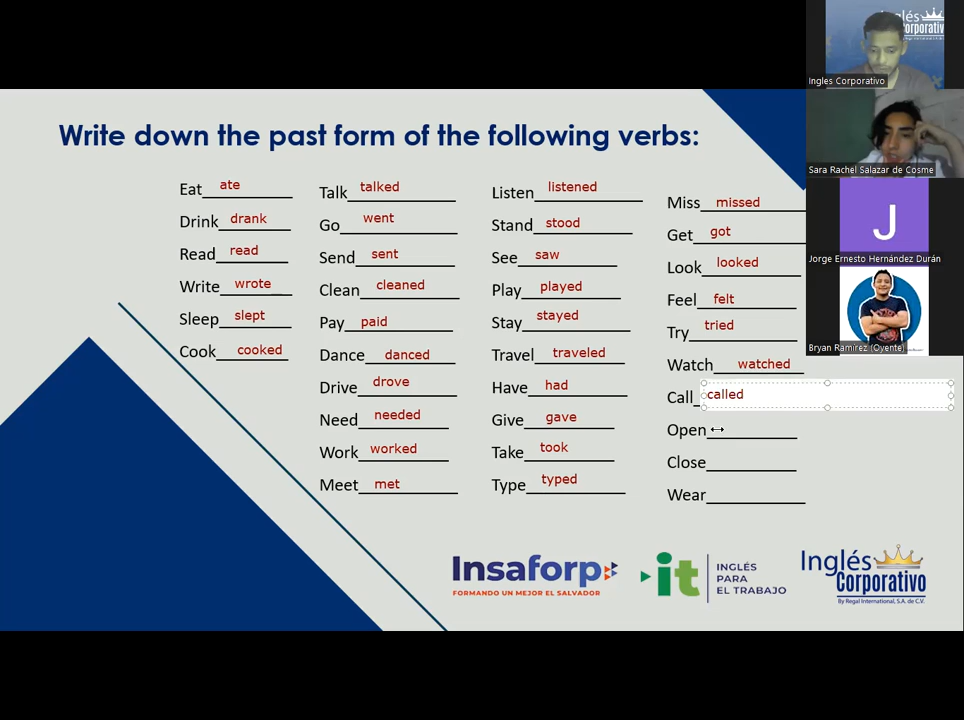 Write down the past form of the following verbs:
Eat ate
Drink drank
Read read
Write wrote
Sleep slept
Cook cooked
Talk talked
Go went
Send sent
Clean cleaned
Pay paid
Dance danced
Drive drove
Need needed
Work worked
Meet met
Listen listened
Stand stood
See saw
Play played
Stay stayed
Travel traveled
Have had
Give gave
Take took
Type typed
Miss missed
Get got
Look looked
Feel felt
Try tried
Watch watched
Call called
Open
Close
Wear
Insaforp
FORMANDO UN MEJOR EL SALVADOR
it
INGLÉS
PARA
EL TRABAJO
Inglés
Corporativo
By Regal International, S.A. de C.V.
Ingles Corporativo
Sara Rachel Salazar de Cosme
J
Jorge Ernesto Hernández Durán
Bryan Ramirez (Oyente)